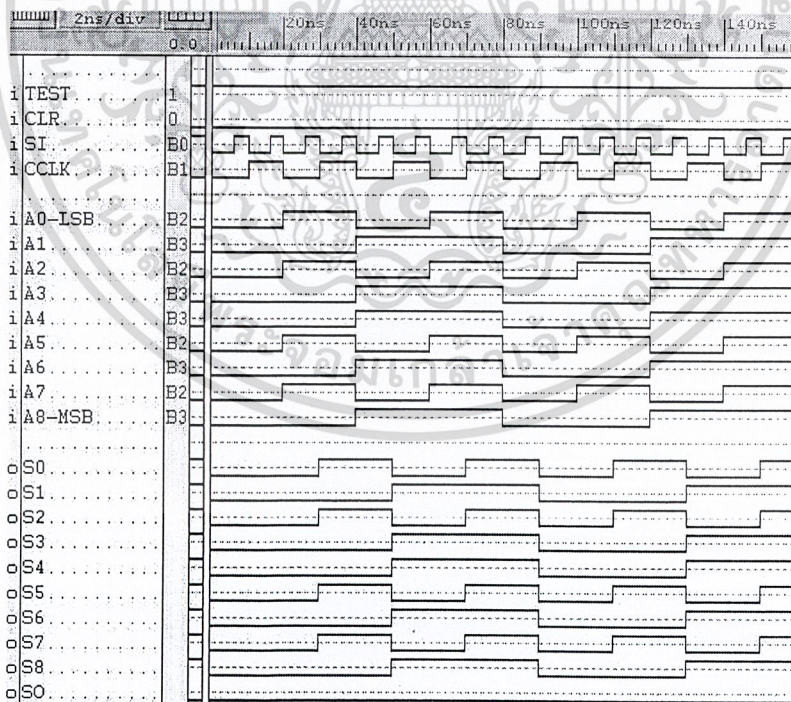 2ns/div 20ns 40ns 60ns 80ns 100ns 120ns 140ns
0.0
i TEST 1
i CLR 0
i SI B0
i CCLK B1
i A0-LSB B2
i A1 B3
i A2 B2
i A3 B3
i A4 B3
i A5 B2
i A6 B3
i A7 B2
i A8-MSB B3
o S0
o S1
o S2
o S3
o S4
o S5
o S6
o S7
o S8
o SO